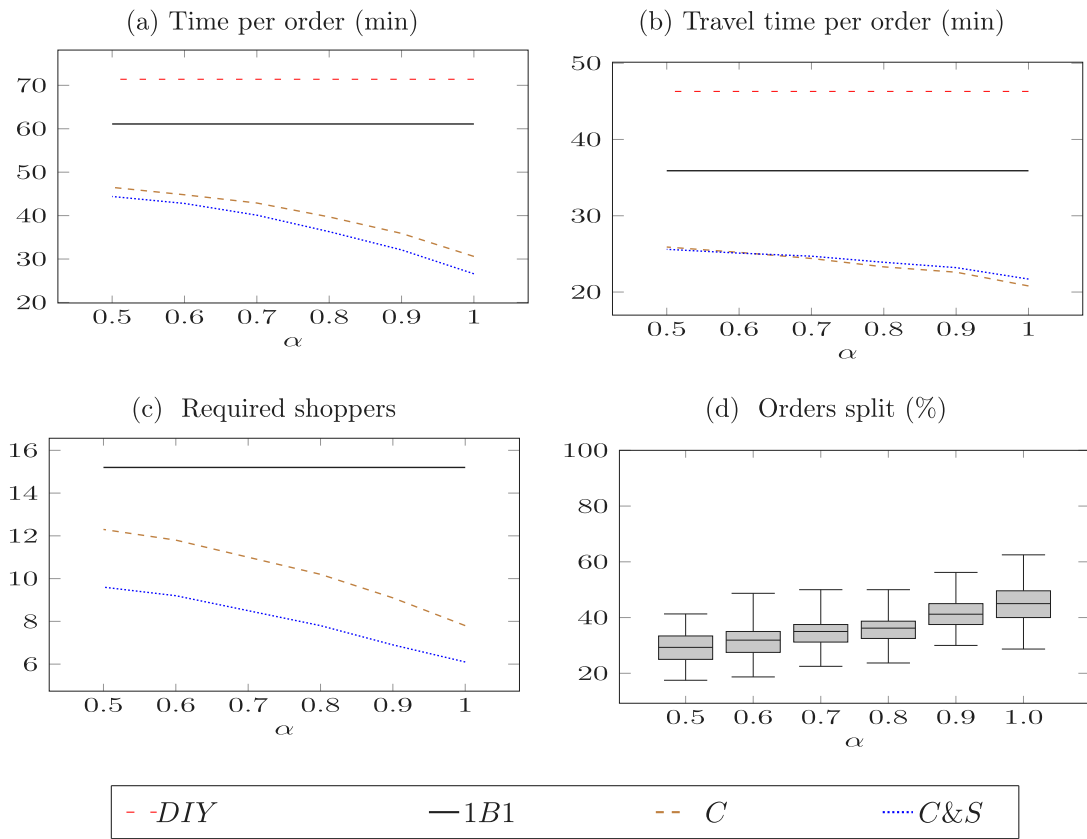 (a) Time per order (min)
70
60
50
40
30
20
0.5 0.6 0.7 0.8 0.9 1
α
(b) Travel time per order (min)
50
40
30
20
0.5 0.6 0.7 0.8 0.9 1
α
(c) Required shoppers
16
14
12
10
8
6
0.5 0.6 0.7 0.8 0.9 1
α
(d) Orders split (%)
100
80
60
40
20
0.5 0.6 0.7 0.8 0.9 1.0
α
DIY 1B1 C C&S